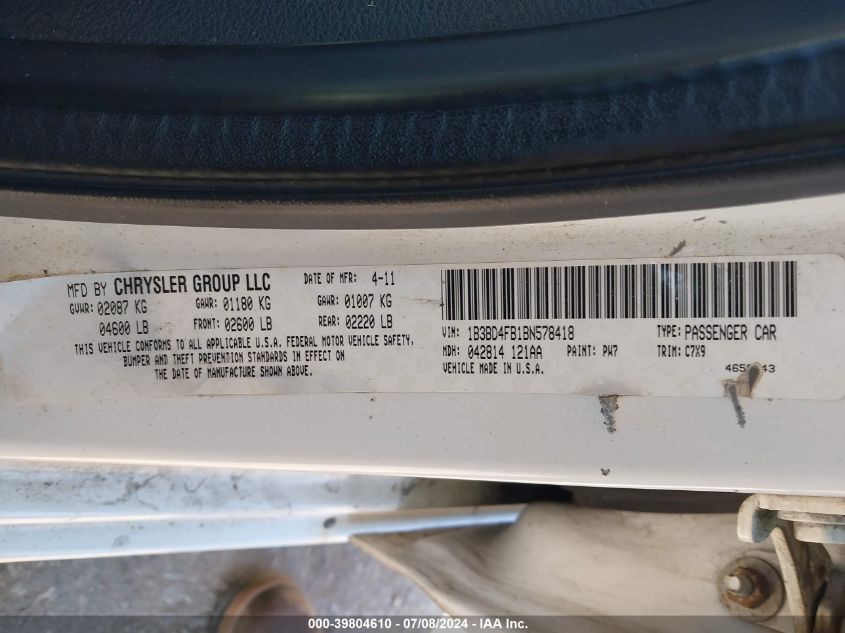 MFD BY CHRYSLER GROUP LLC DATE OF MFR: 4-11
GVWR: 02087 KG GAWR: 01180 KG GAWR: 01007 KG
04600 LB FRONT: 02600 LB REAR: 02220 LB
THIS VEHICLE CONFORMS TO ALL APPLICABLE U.S.A. FEDERAL MOTOR VEHICLE SAFETY,
BUMPER AND THEFT PREVENTION STANDARDS IN EFFECT ON
THE DATE OF MANUFACTURE SHOWN ABOVE.
VIN: 1B3BD4FB1BN578418 TYPE: PASSENGER CAR
MDH: 042814 121AA PAINT: PW7 TRIM: C7X9
VEHICLE MADE IN U.S.A.
000-39804610 - 07/08/2024 - IAA Inc.